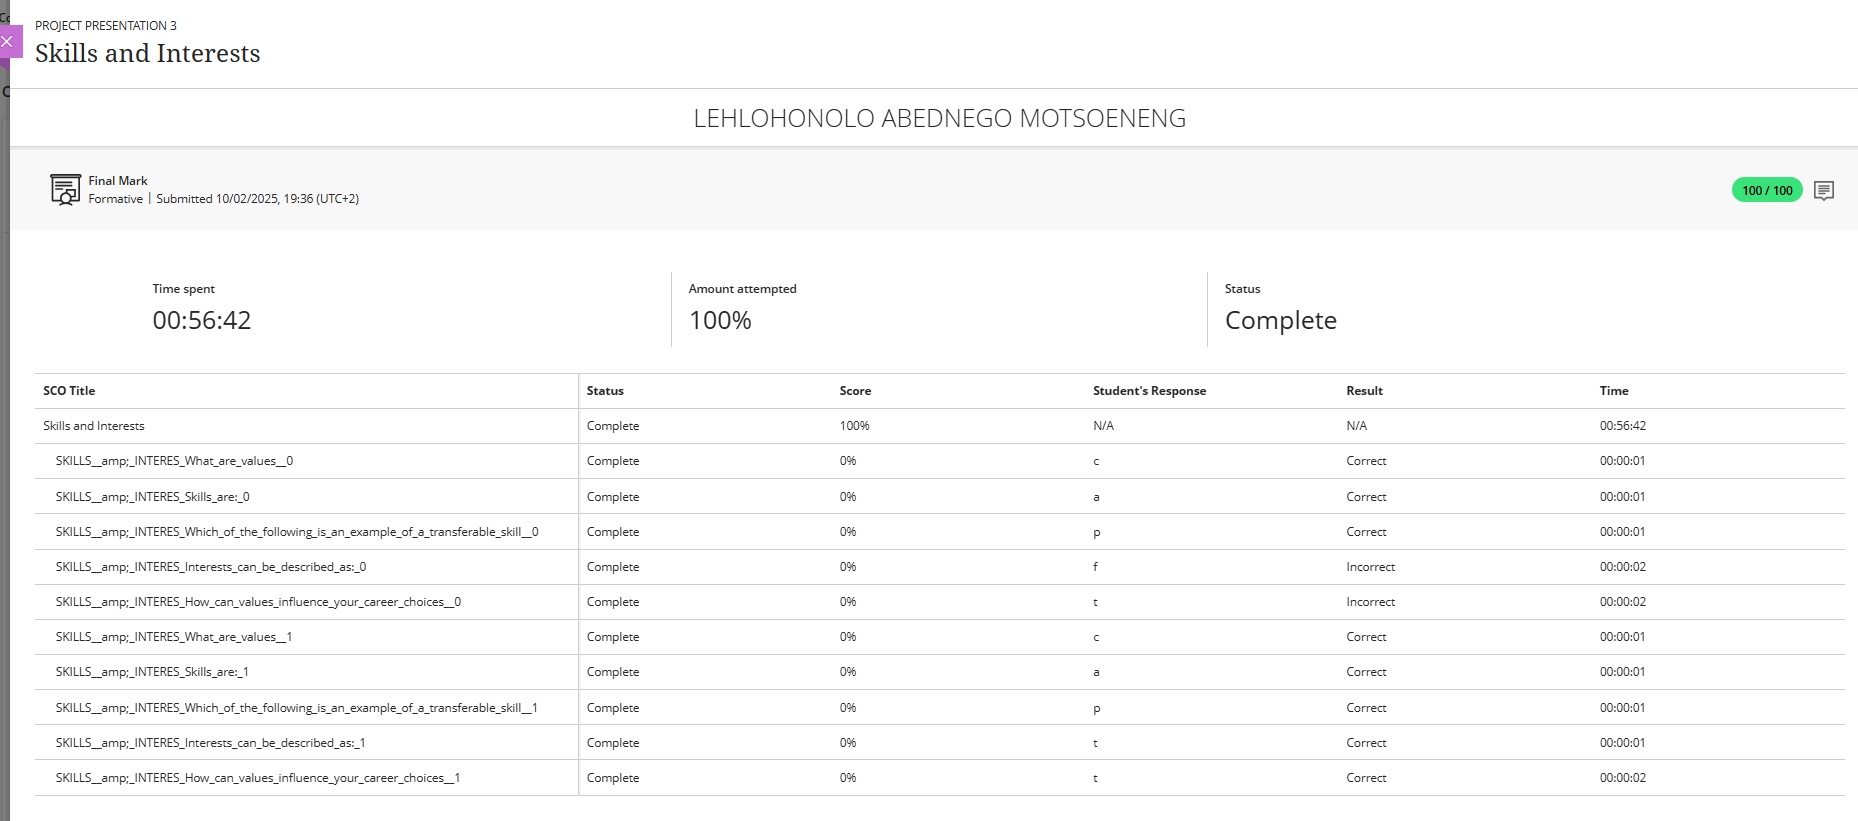 PROJECT PRESENTATION 3
Skills and Interests
LEHLOHONOLO ABEDNEGO MOTSOENENG
Final Mark
Formative | Submitted 10/02/2025, 19:36 (UTC+2)
100 / 100
Time spent
00:56:42
Amount attempted
100%
Status
Complete
SCO Title Status Score Student's Response Result Time
Skills and Interests Complete 100% N/A N/A 00:56:42
SKILLS__amp;_INTERES_What_are_values__0 Complete 0% c Correct 00:00:01
SKILLS__amp;_INTERES_Skills_are:_0 Complete 0% a Correct 00:00:01
SKILLS__amp;_INTERES_Which_of_the_following_is_an_example_of_a_transferable_skill__0 Complete 0% p Correct 00:00:01
SKILLS__amp;_INTERES_Interests_can_be_described_as:_0 Complete 0% f Incorrect 00:00:02
SKILLS__amp;_INTERES_How_can_values_influence_your_career_choices__0 Complete 0% t Incorrect 00:00:02
SKILLS__amp;_INTERES_What_are_values__1 Complete 0% c Correct 00:00:01
SKILLS__amp;_INTERES_Skills_are:_1 Complete 0% a Correct 00:00:01
SKILLS__amp;_INTERES_Which_of_the_following_is_an_example_of_a_transferable_skill__1 Complete 0% p Correct 00:00:01
SKILLS__amp;_INTERES_Interests_can_be_described_as:_1 Complete 0% t Correct 00:00:01
SKILLS__amp;_INTERES_How_can_values_influence_your_career_choices__1 Complete 0% t Correct 00:00:02